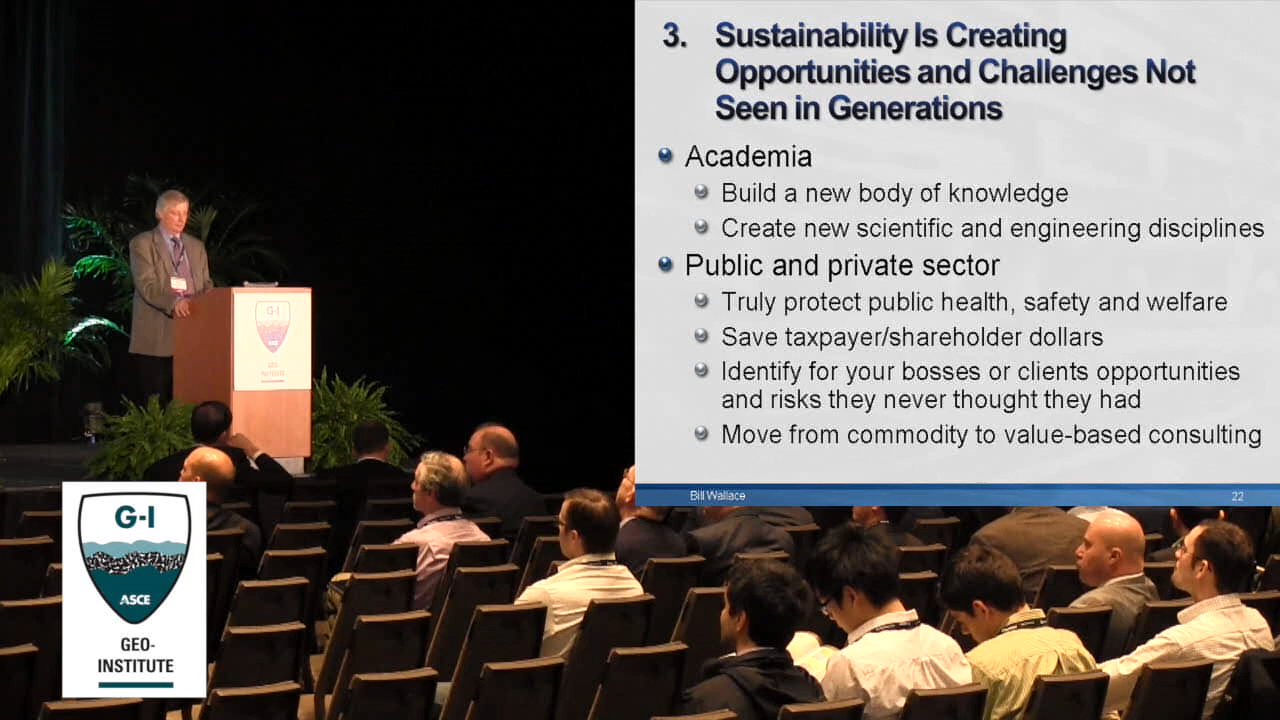 3. Sustainability Is Creating
Opportunities and Challenges Not
Seen in Generations
Academia
Build a new body of knowledge
Create new scientific and engineering disciplines
Public and private sector
Truly protect public health, safety and welfare
Save taxpayer/shareholder dollars
Identify for your bosses or clients opportunities
and risks they never thought they had
Move from commodity to value-based consulting
Bill Wallace
22
G-I
ASCE
GEO-
INSTITUTE
G-I
ASCE
GEO-
INSTITUTE